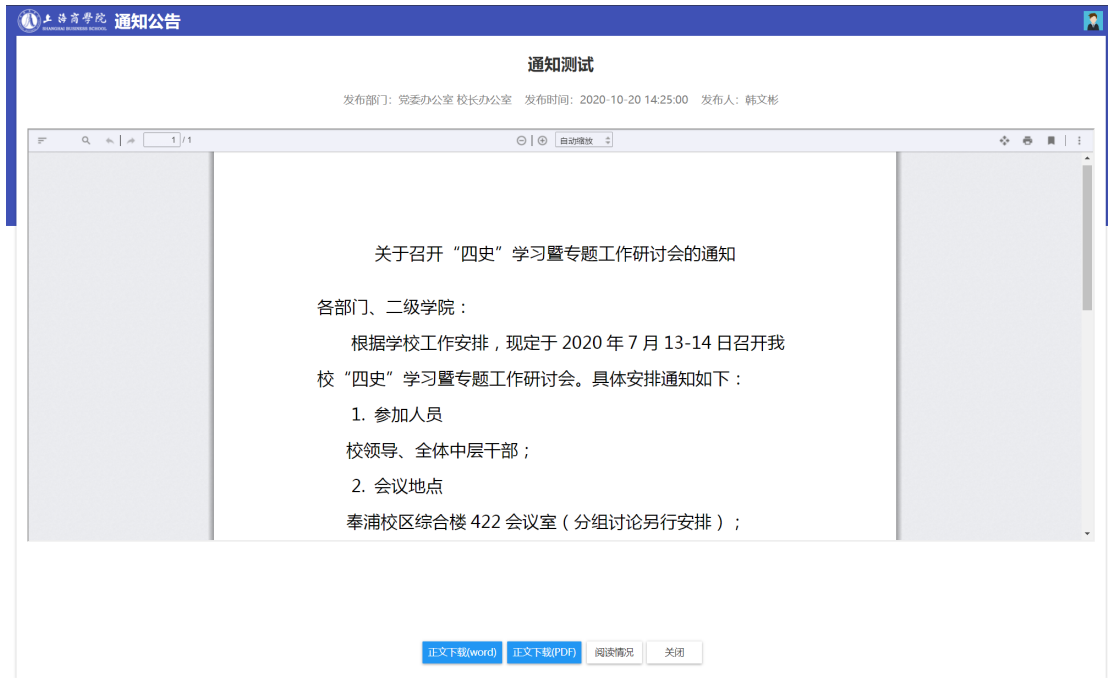 上海商學院 通知公告
SHANGHAI BUSINESS SCHOOL
通知测试
发布部门：党委办公室 校长办公室 发布时间：2020-10-20 14:25:00 发布人：韩文彬
1 / 1 自动缩放
关于召开“四史”学习暨专题工作研讨会的通知
各部门、二级学院：
根据学校工作安排，现定于 2020 年 7 月 13-14 日召开我
校“四史”学习暨专题工作研讨会。具体安排通知如下：
1. 参加人员
校领导、全体中层干部；
2. 会议地点
奉浦校区综合楼 422 会议室（分组讨论另行安排）；
正文下载(word) 正文下载(PDF) 阅读情况 关闭